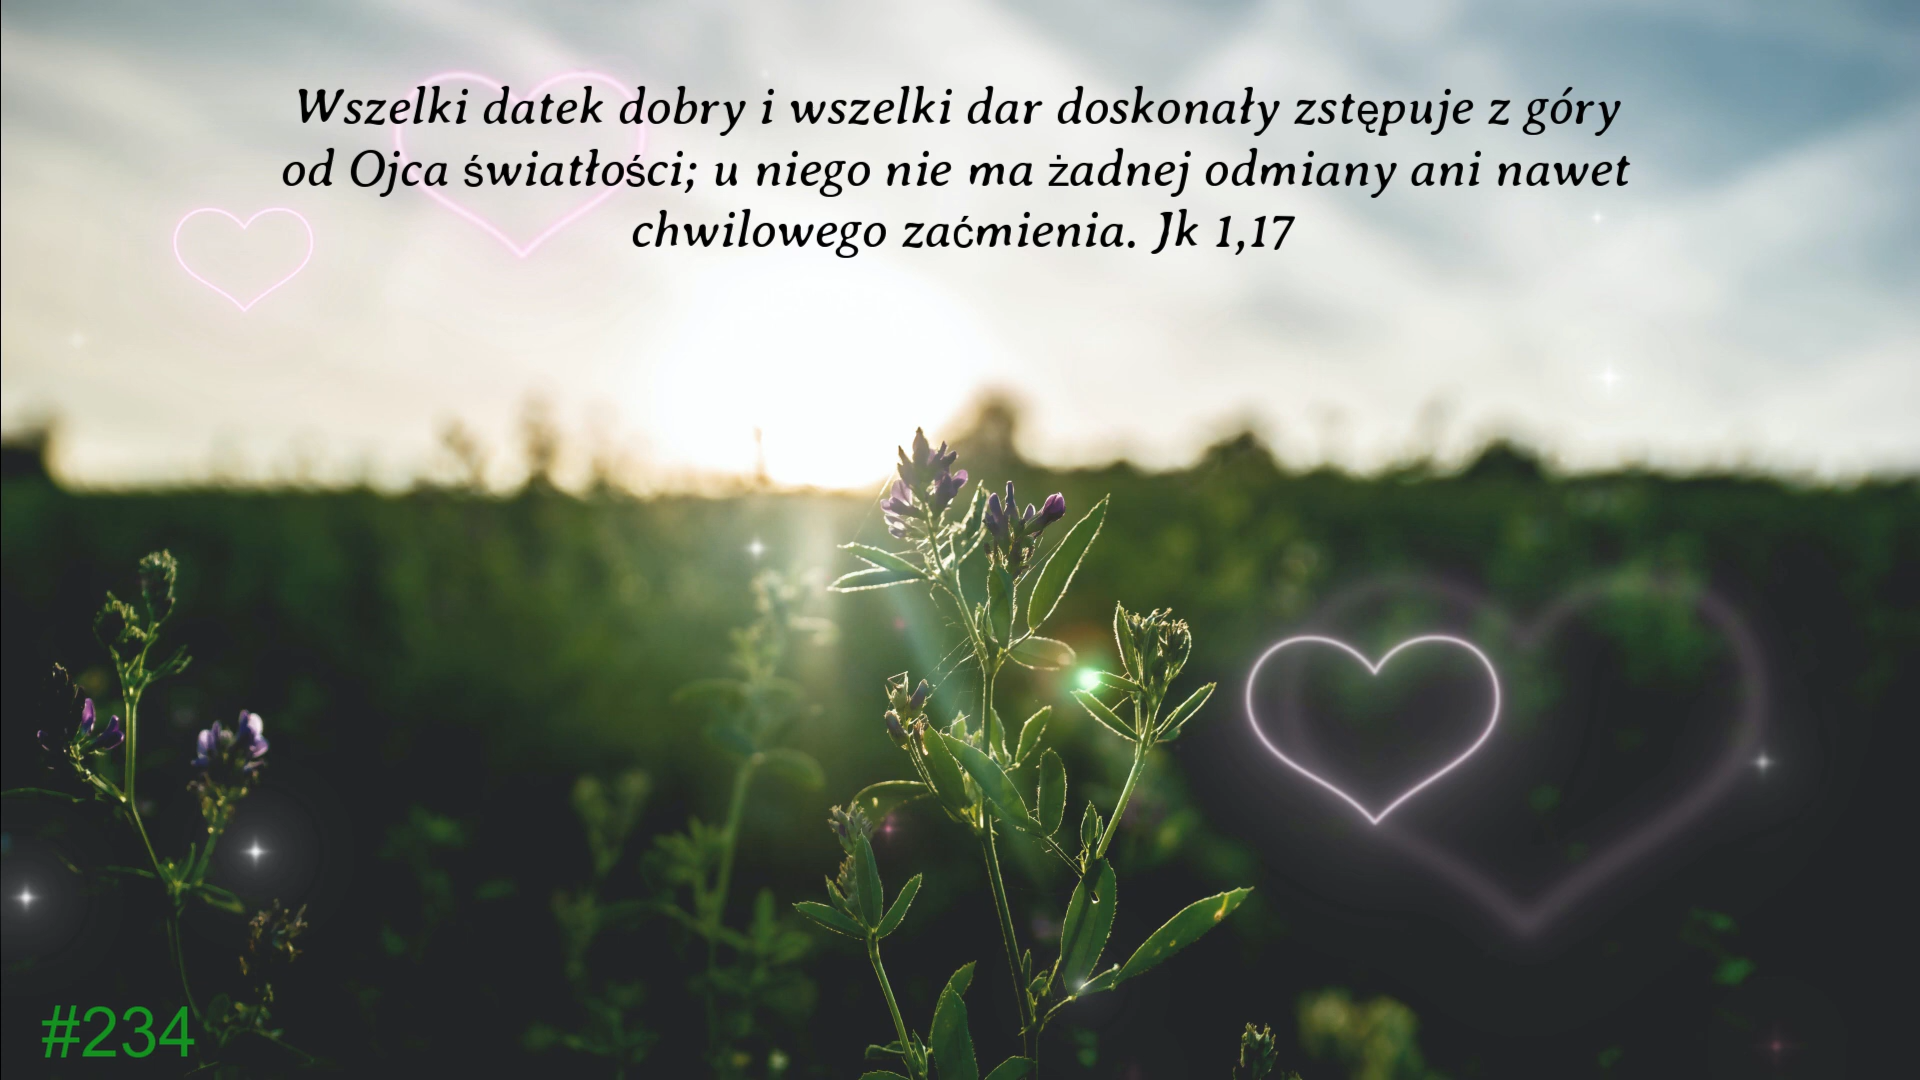 Wszelki datek dobry i wszelki dar doskonały zstępuje z góry
od Ojca światłości; u niego nie ma żadnej odmiany ani nawet
chwilowego zaćmienia. Jk 1,17
#234